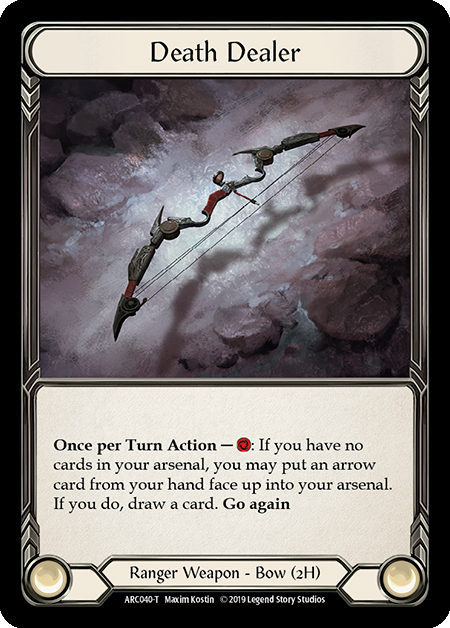 Death Dealer
Once per Turn Action — : If you have no
cards in your arsenal, you may put an arrow
card from your hand face up into your arsenal.
If you do, draw a card. Go again
Ranger Weapon - Bow (2H)
ARC040-T Maxim Kostin © 2019 Legend Story Studios